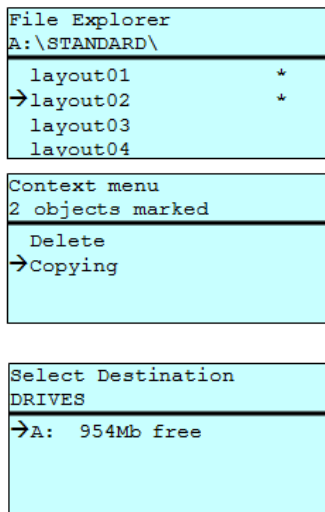 File Explorer
A:\STANDARD\
layout01 *
→layout02 *
layout03
layout04
Context menu
2 objects marked
Delete
→Copying
Select Destination
DRIVES
→A: 954Mb free